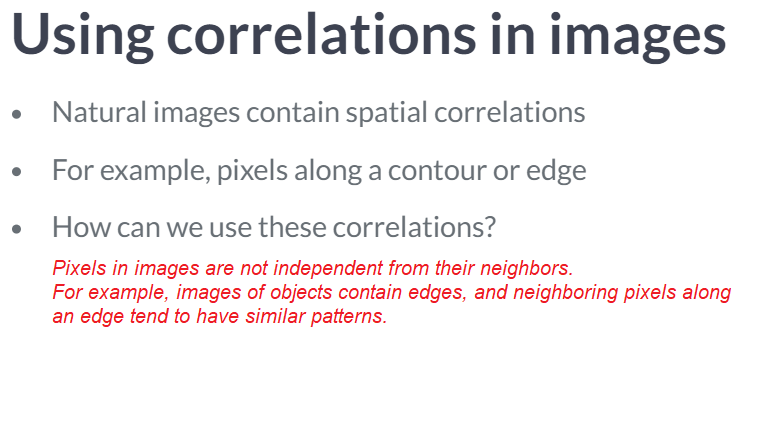 Using correlations in images
• Natural images contain spatial correlations
• For example, pixels along a contour or edge
• How can we use these correlations?
Pixels in images are not independent from their neighbors.
For example, images of objects contain edges, and neighboring pixels along
an edge tend to have similar patterns.